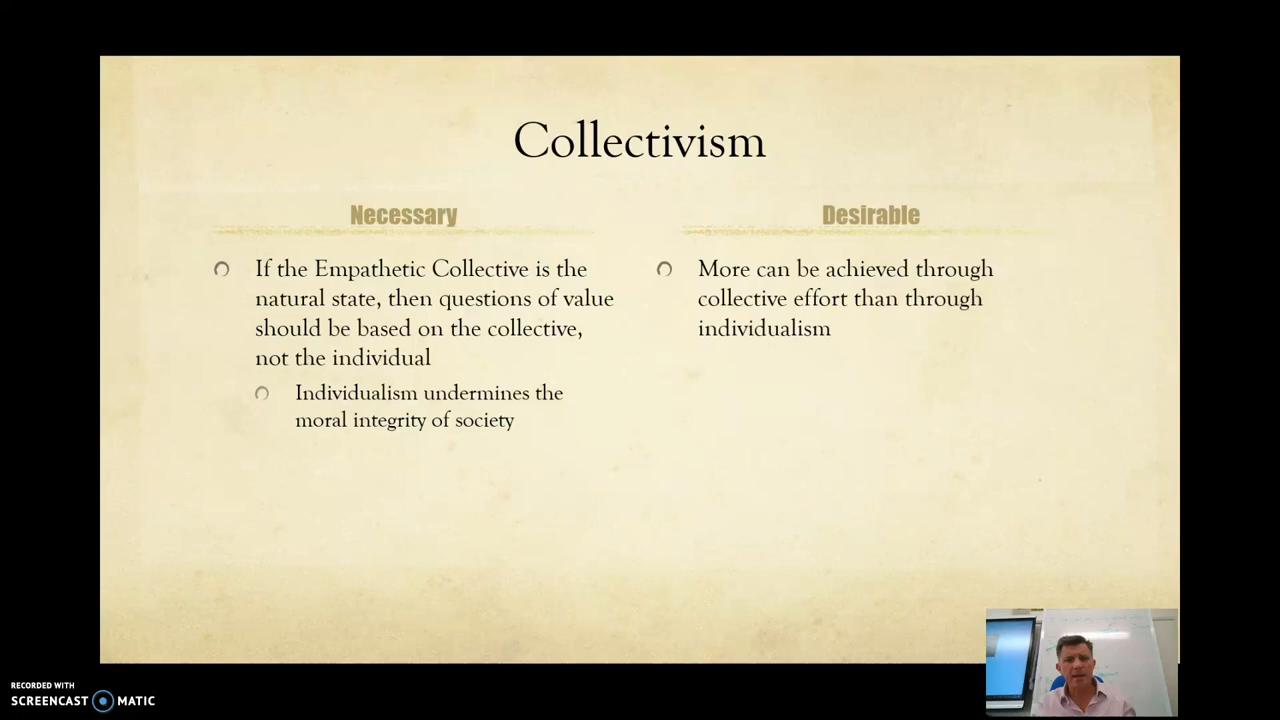 Collectivism
Necessary
If the Empathetic Collective is the
natural state, then questions of value
should be based on the collective,
not the individual
Individualism undermines the
moral integrity of society
Desirable
More can be achieved through
collective effort than through
individualism
RECORDED WITH
SCREENCAST MATIC